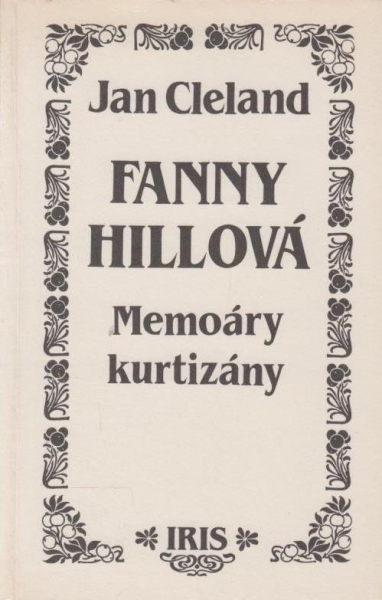 Jan Cleland
FANNY
HILLOVÁ
Memoáry
kurtizány
IRIS